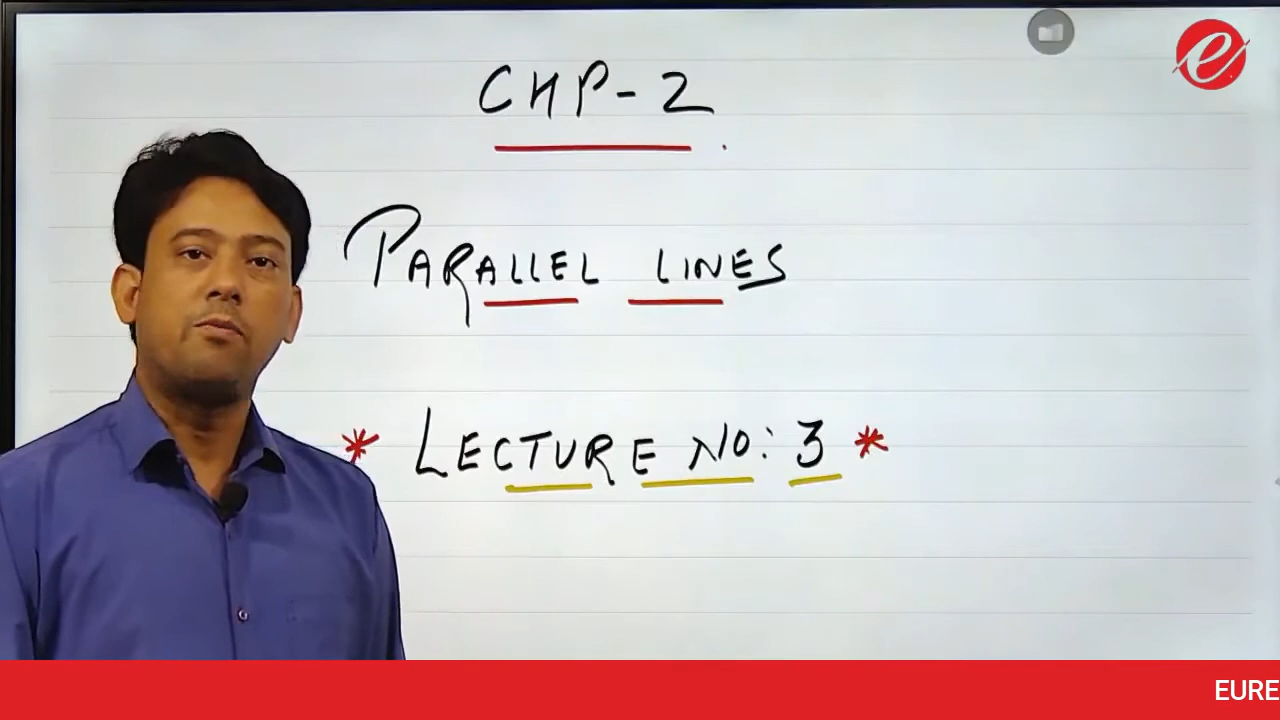 CHP-2
PARALLEL LINES
* LECTURE NO: 3 *
EURE